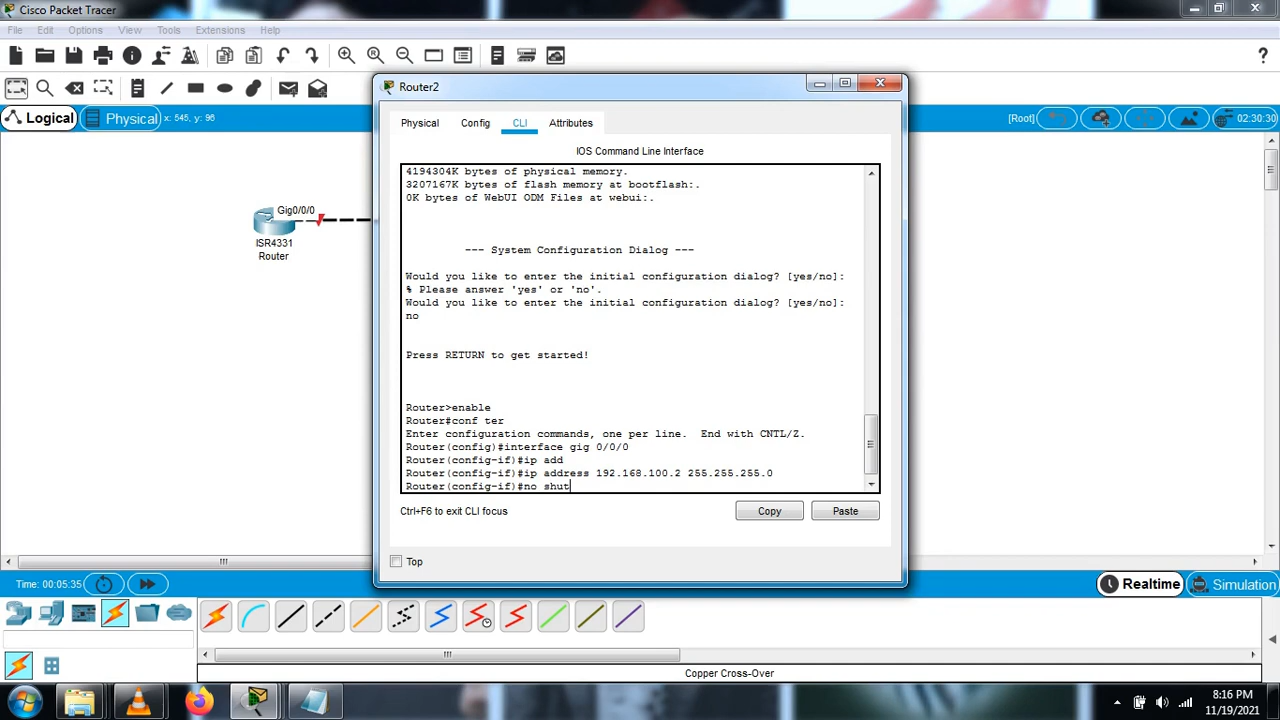 Cisco Packet Tracer
File Edit Options View Tools Extensions Help
Logical Physical x: 545, y: 96 [Root] 02:30:30
Gig0/0/0
ISR4331
Router
Router2
Physical Config CLI Attributes
IOS Command Line Interface
4194304K bytes of physical memory.
3207167K bytes of flash memory at bootflash:.
0K bytes of WebUI ODM Files at webui:.
--- System Configuration Dialog ---
Would you like to enter the initial configuration dialog? [yes/no]:
% Please answer 'yes' or 'no'.
Would you like to enter the initial configuration dialog? [yes/no]:
no
Press RETURN to get started!
Router>enable
Router#conf ter
Enter configuration commands, one per line.  End with CNTL/Z.
Router(config)#interface gig 0/0/0
Router(config-if)#ip add
Router(config-if)#ip address 192.168.100.2 255.255.255.0
Router(config-if)#no shut
Ctrl+F6 to exit CLI focus
Copy Paste
Top
Time: 00:05:35
Realtime Simulation
Copper Cross-Over
8:16 PM
11/19/2021